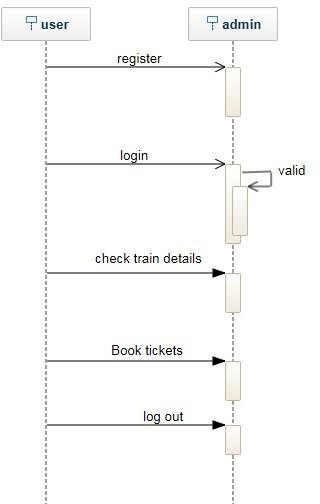 user
admin
register
login
valid
check train details
Book tickets
log out